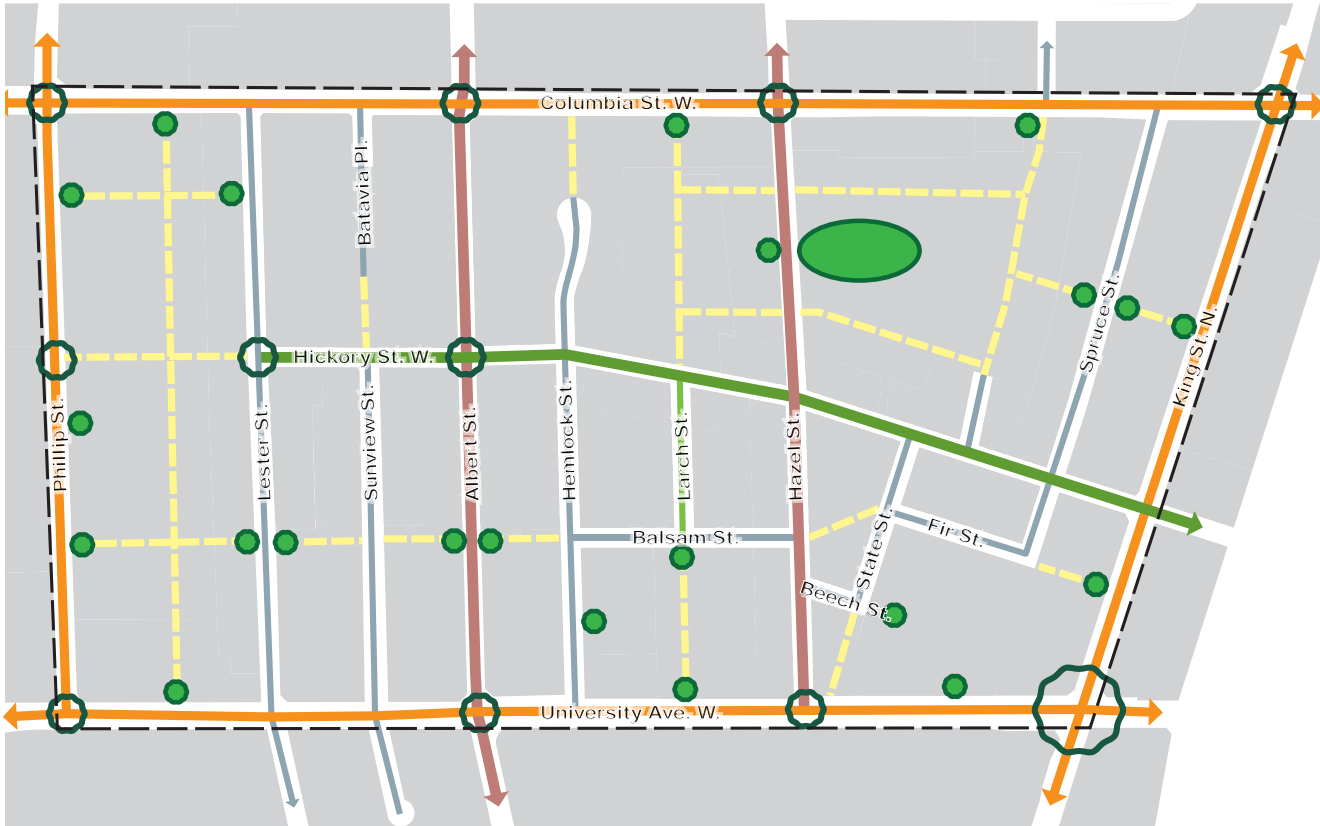 Columbia St. W.
Batavia Pl.
Spruce St.
King St. N.
Hickory St. W.
Phillip St.
Lester St.
Sunview St.
Albert St.
Hemlock St.
Larch St.
Hazel St.
State St.
Fir St.
Balsam St.
Beech St.
University Ave. W.